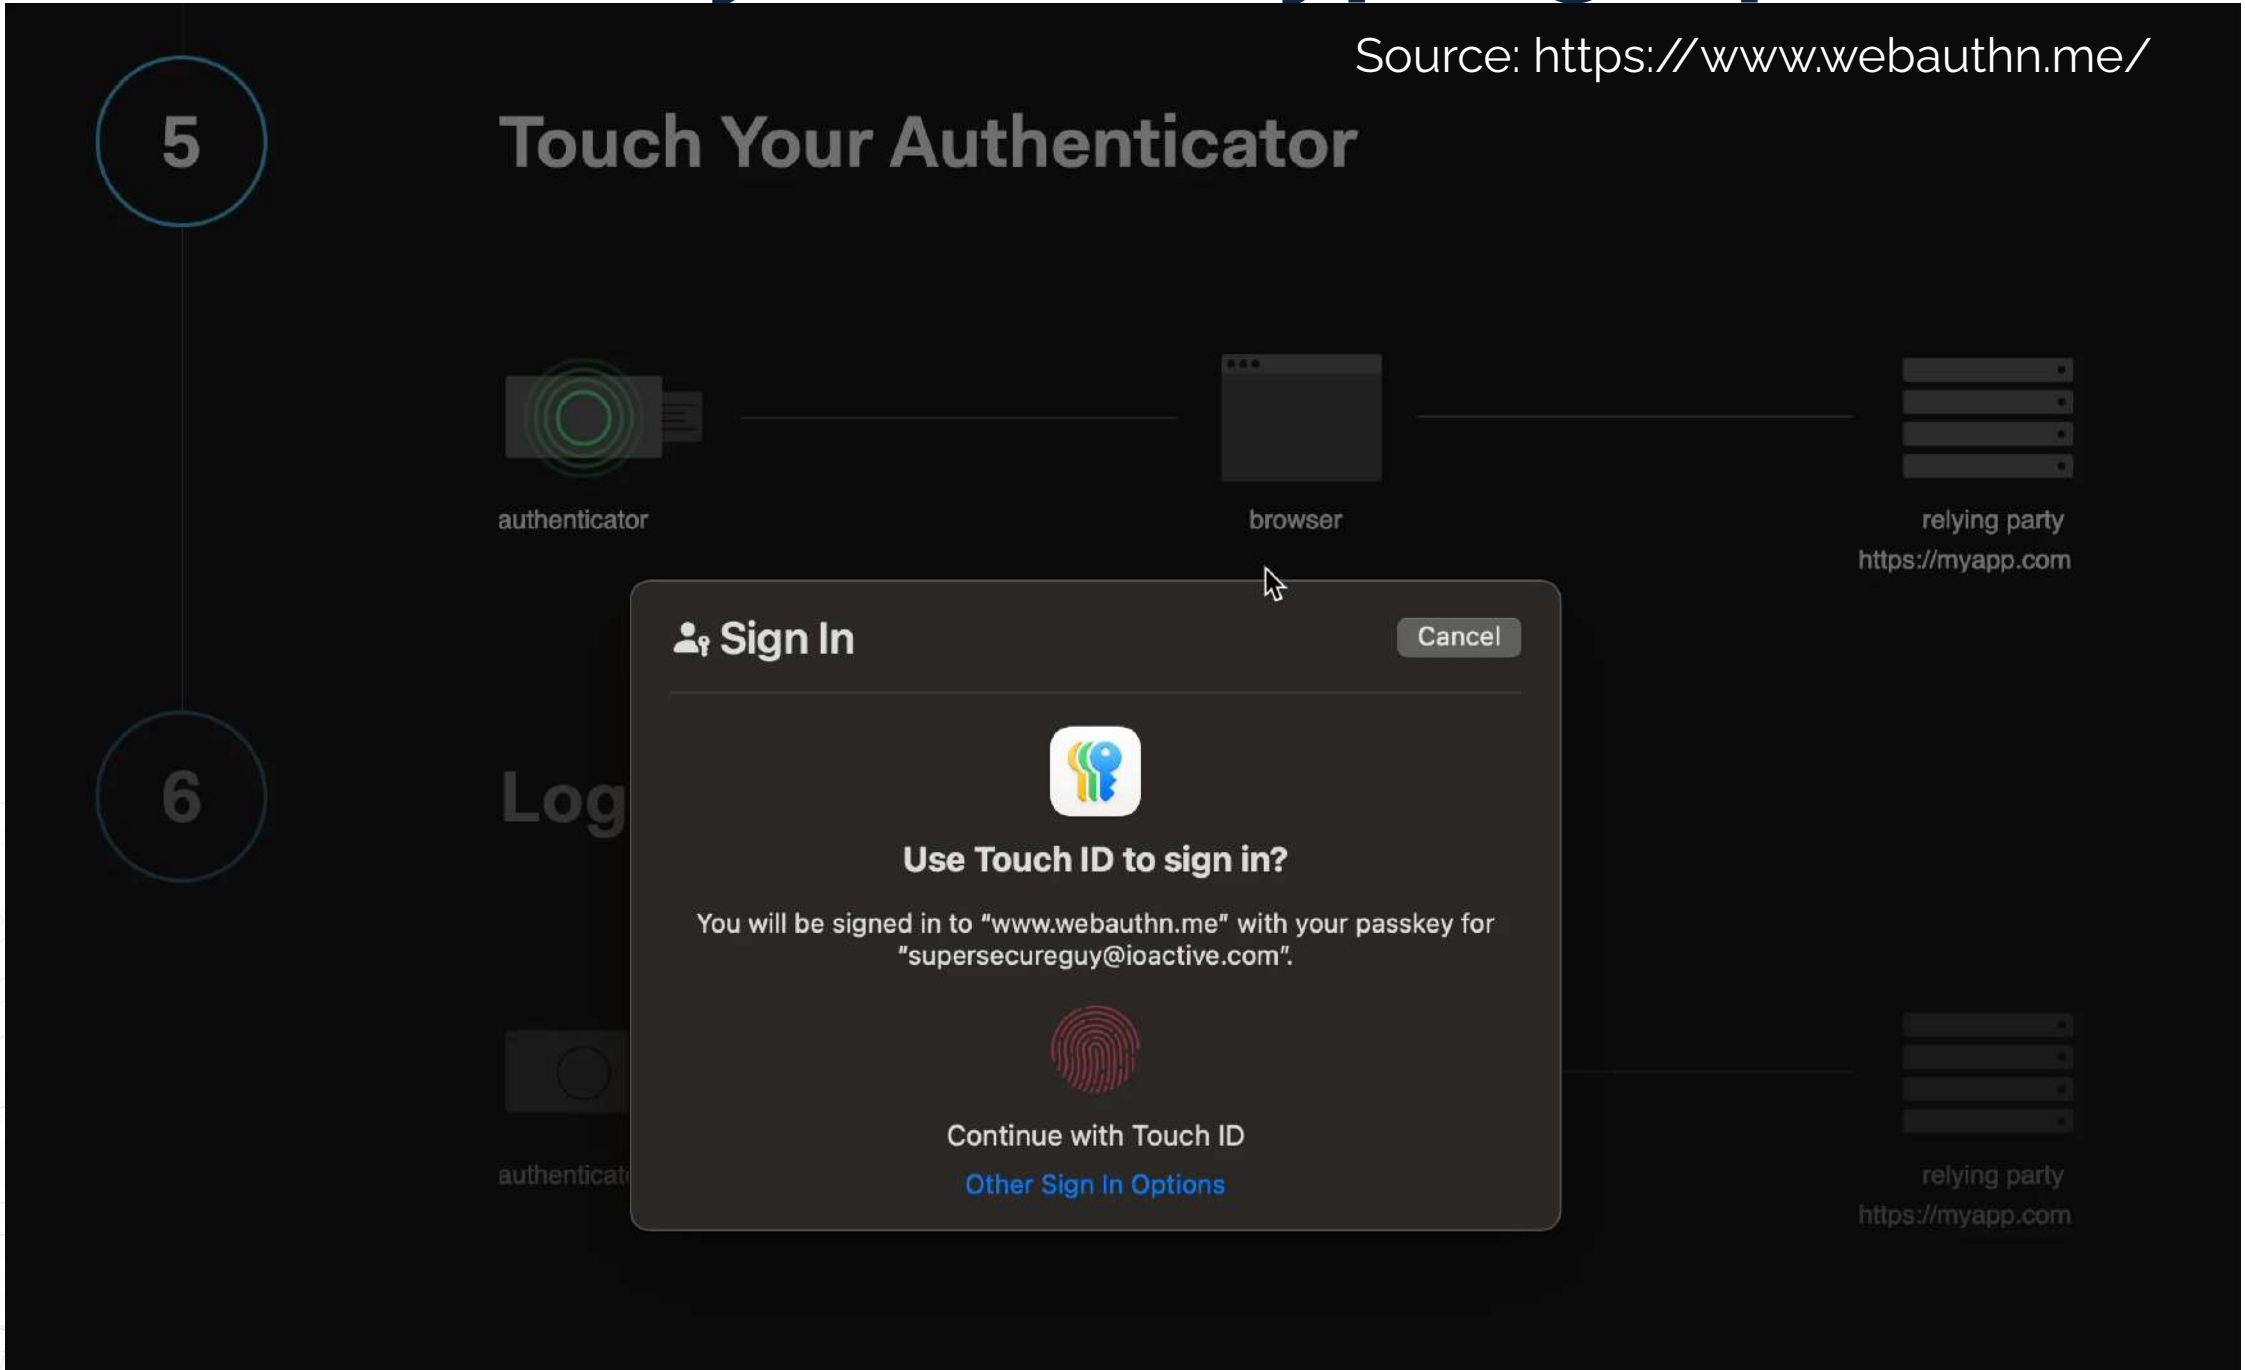 Source: https://www.webauthn.me/
5
Touch Your Authenticator
authenticator
browser
relying party
https://myapp.com
Sign In
Cancel
6
Log
Use Touch ID to sign in?
You will be signed in to "www.webauthn.me" with your passkey for
"supersecureguy@ioactive.com".
Continue with Touch ID
Other Sign In Options
authenticat
relying party
https://myapp.com